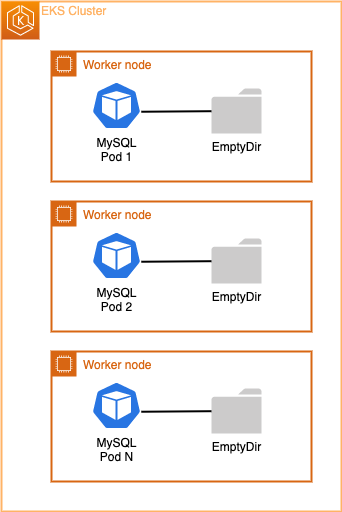 K
EKS Cluster
Worker node
MySQL
Pod 1
EmptyDir
Worker node
MySQL
Pod 2
EmptyDir
Worker node
MySQL
Pod N
EmptyDir